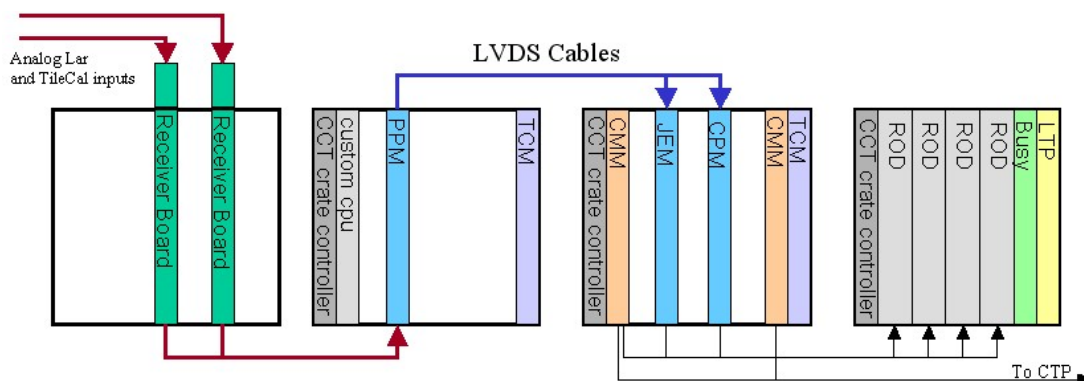 Analog Lar
and TileCal inputs
LVDS Cables
Receiver Board
Receiver Board
CCT crate controller
custom cpu
PPM
TCM
CCT crate controller
CMM
JEM
CPM
CMM
TCM
CCT crate controller
ROD
ROD
ROD
ROD
Busy
LTP
To CTP